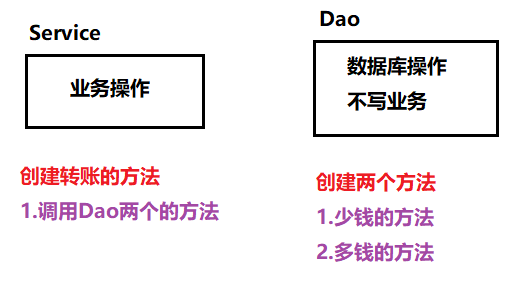 Service
业务操作
创建转账的方法
1.调用Dao两个的方法
Dao
数据库操作
不写业务
创建两个方法
1.少钱的方法
2.多钱的方法